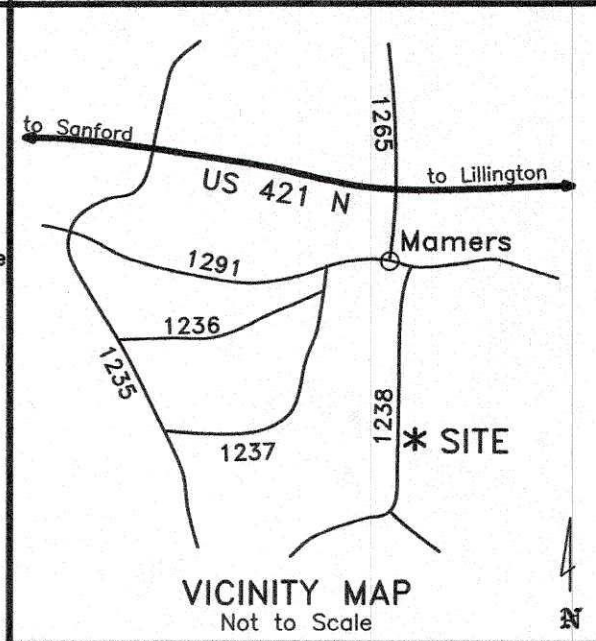 1265
to Sanford
to Lillington
US 421 N
Mamers
e
1291
1236
1235
1238
* SITE
1237
VICINITY MAP
Not to Scale
N